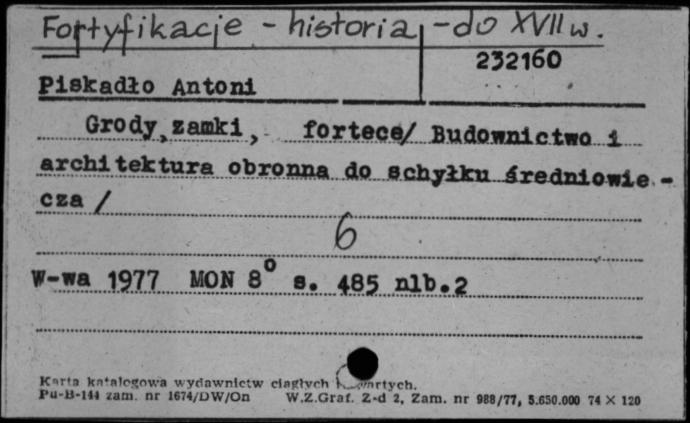 Fortyfikacje - historia - do XVII w.
232160
Piskadło Antoni
Grody, zamki, fortece/ Budownictwo i
architektura obronna do schyłku średniowie-
cza /
6
W-wa 1977 MON 8° s. 485 nlb.2
Karta katalogowa wydawnictw ciągłych i zwartych.
Pu-B-144 zam. nr 1674/DW/On W.Z.Graf. Z-d 2, Zam. nr 988/77, 5.650.000 74 X 120